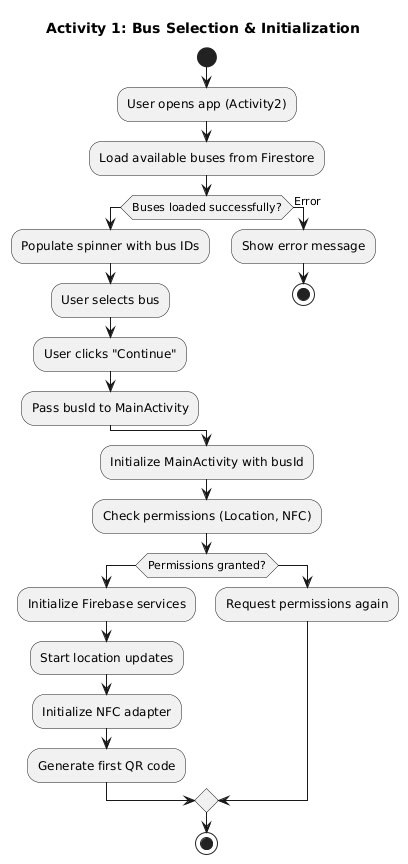 Activity 1: Bus Selection & Initialization
User opens app (Activity2)
Load available buses from Firestore
Buses loaded successfully?
Error
Populate spinner with bus IDs
Show error message
User selects bus
User clicks "Continue"
Pass busId to MainActivity
Initialize MainActivity with busId
Check permissions (Location, NFC)
Permissions granted?
Initialize Firebase services
Request permissions again
Start location updates
Initialize NFC adapter
Generate first QR code